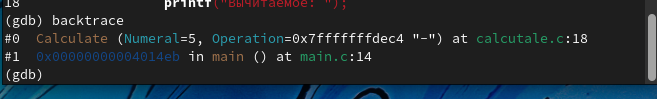 18                      printf("Вычитаемое: ");
(gdb) backtrace
#0  Calculate (Numeral=5, Operation=0x7fffffffdec4 "-") at calcutale.c:18
#1  0x00000000004014eb in main () at main.c:14
(gdb)